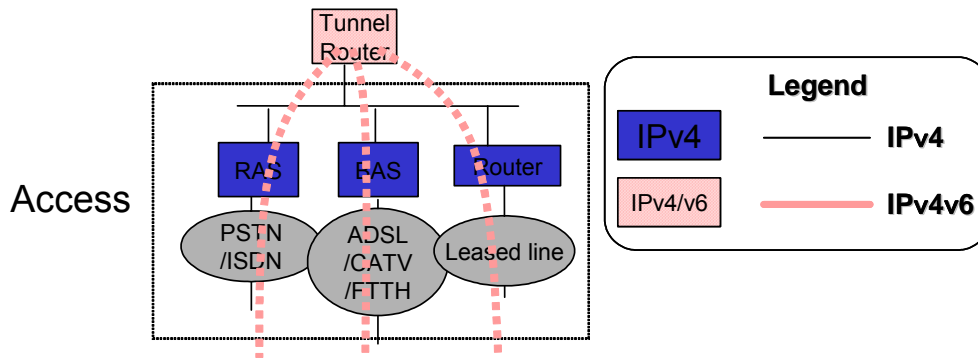 Tunnel
Router
Legend
IPv4
IPv4
IPv4/v6
IPv4v6
RAS
RAS
Router
Access
PSTN
/ISDN
ADSL
/CATV
/FTTH
Leased line